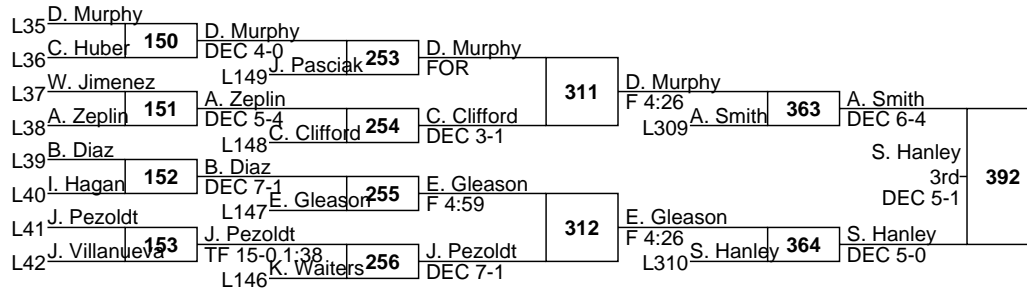 L35 D. Murphy
150
L36 C. Huber
D. Murphy
DEC 4-0
253
L149 J. Pasciak
D. Murphy
FOR
L37 W. Jimenez
151
L38 A. Zeplin
A. Zeplin
DEC 5-4
254
L148 C. Clifford
C. Clifford
DEC 3-1
311
D. Murphy
F 4:26
L39 B. Diaz
152
L40 I. Hagan
B. Diaz
DEC 7-1
255
L147 E. Gleason
E. Gleason
F 4:59
L41 J. Pezoldt
153
L42 J. Villanueva
J. Pezoldt
TF 15-0 1:38
256
L146 K. Waiters
J. Pezoldt
DEC 7-1
312
E. Gleason
F 4:26
363
L309 A. Smith
A. Smith
DEC 6-4
364
L310 S. Hanley
S. Hanley
DEC 5-0
392
S. Hanley
3rd
DEC 5-1